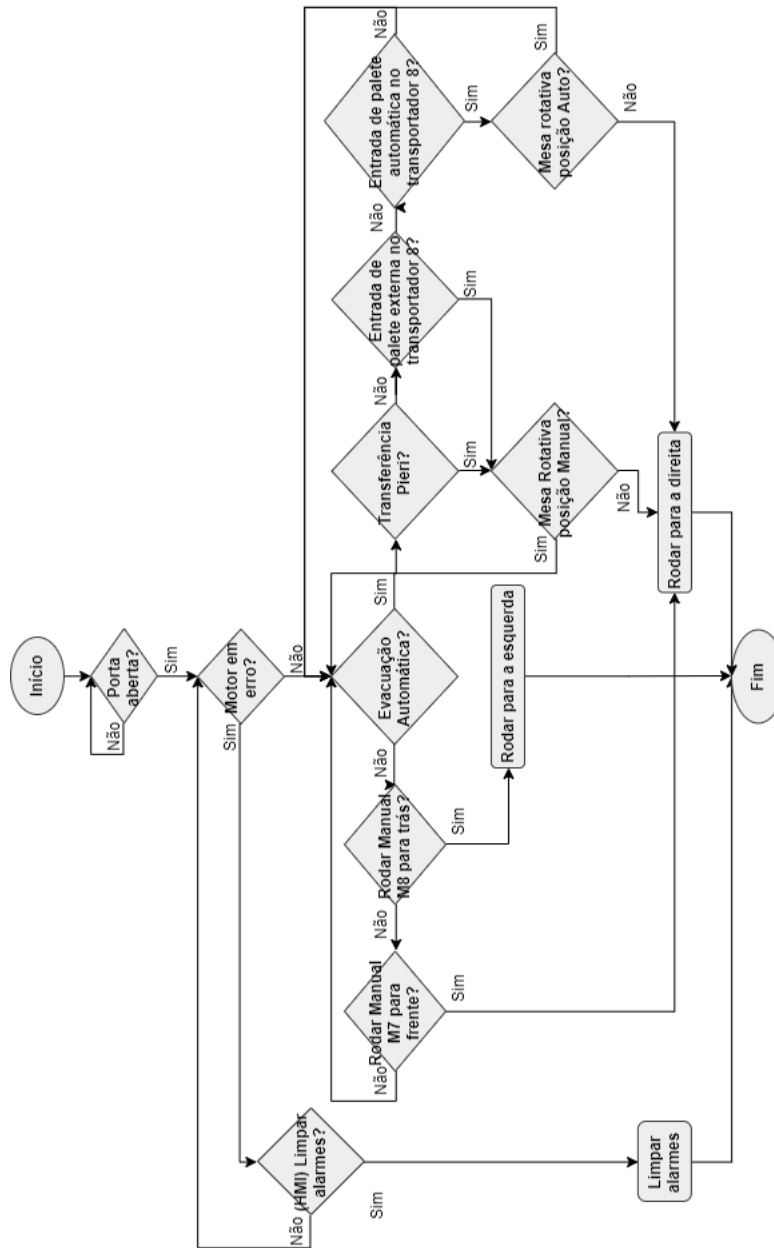 Início
Porta
aberta?
Não
Sim
Motor em
erro?
Sim
Não
(HMI) Limpar
alarmes?
Não
Sim
Limpar
alarmes
Evacuação
Automática?
Não
Sim
Rodar Manual
M8 para trás?
Não
Sim
Rodar Manual
M7 para
frente?
Não
Sim
Rodar para a esquerda
Transferência
Pieri?
Não
Sim
Entrada de
palete externa no
transportador 8?
Não
Sim
Entrada de palete
automática no
transportador 8?
Não
Sim
Mesa Rotativa
posição Manual?
Sim
Não
Mesa rotativa
posição Auto?
Sim
Não
Rodar para a direita
Fim